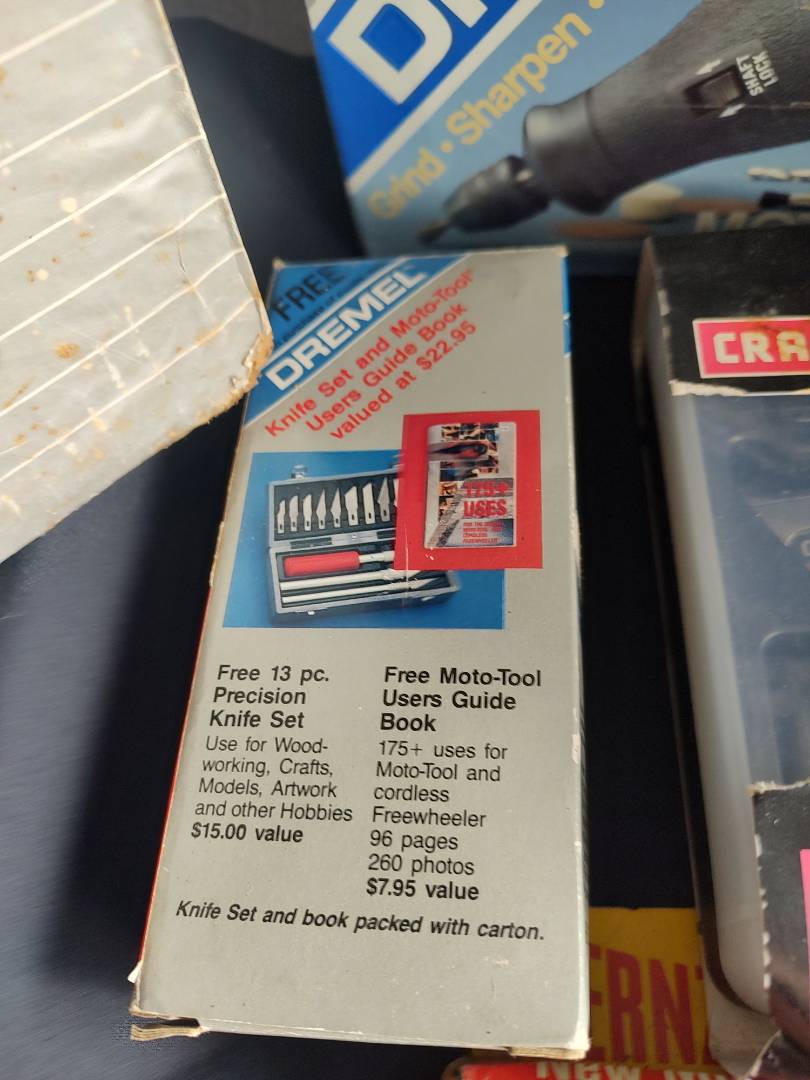 Grind • Sharpen •
SHAFT
LOCK
FREE
DREMEL™
Knife Set and Moto-Tool®
Users Guide Book
valued at $22.95
175+
USES
CRA
Free 13 pc.
Precision
Knife Set
Use for Wood-
working, Crafts,
Models, Artwork
and other Hobbies
$15.00 value
Free Moto-Tool
Users Guide
Book
175+ uses for
Moto-Tool and
cordless
Freewheeler
96 pages
260 photos
$7.95 value
Knife Set and book packed with carton.
ERN